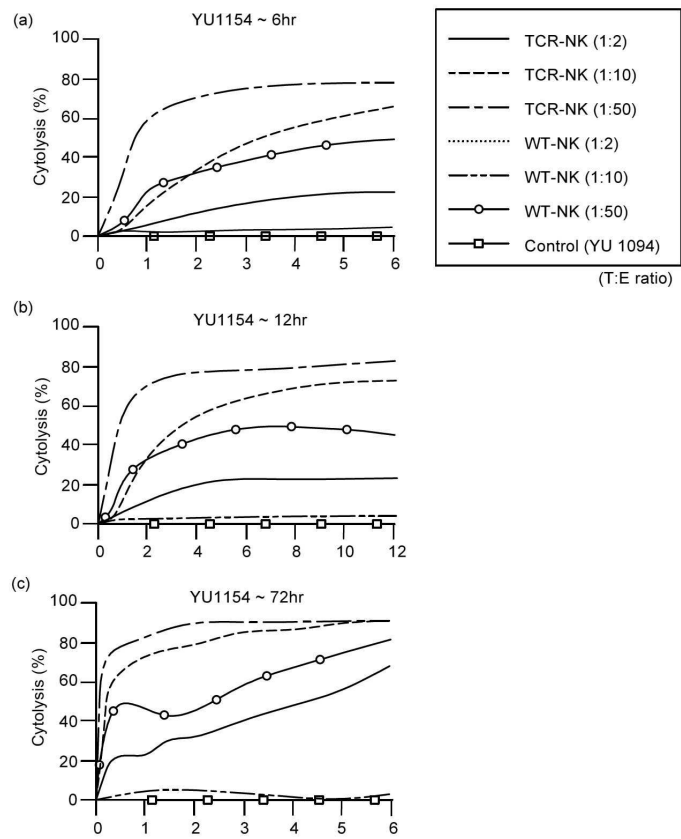 (a)
YU1154 ~ 6hr
100
80
60
40
20
0
Cytolysis (%)
0 1 2 3 4 5 6
TCR-NK (1:2)
TCR-NK (1:10)
TCR-NK (1:50)
WT-NK (1:2)
WT-NK (1:10)
WT-NK (1:50)
Control (YU 1094)
(T:E ratio)
(b)
YU1154 ~ 12hr
100
80
60
40
20
0
Cytolysis (%)
0 2 4 6 8 10 12
(c)
YU1154 ~ 72hr
100
80
60
40
20
0
Cytolysis (%)
0 1 2 3 4 5 6